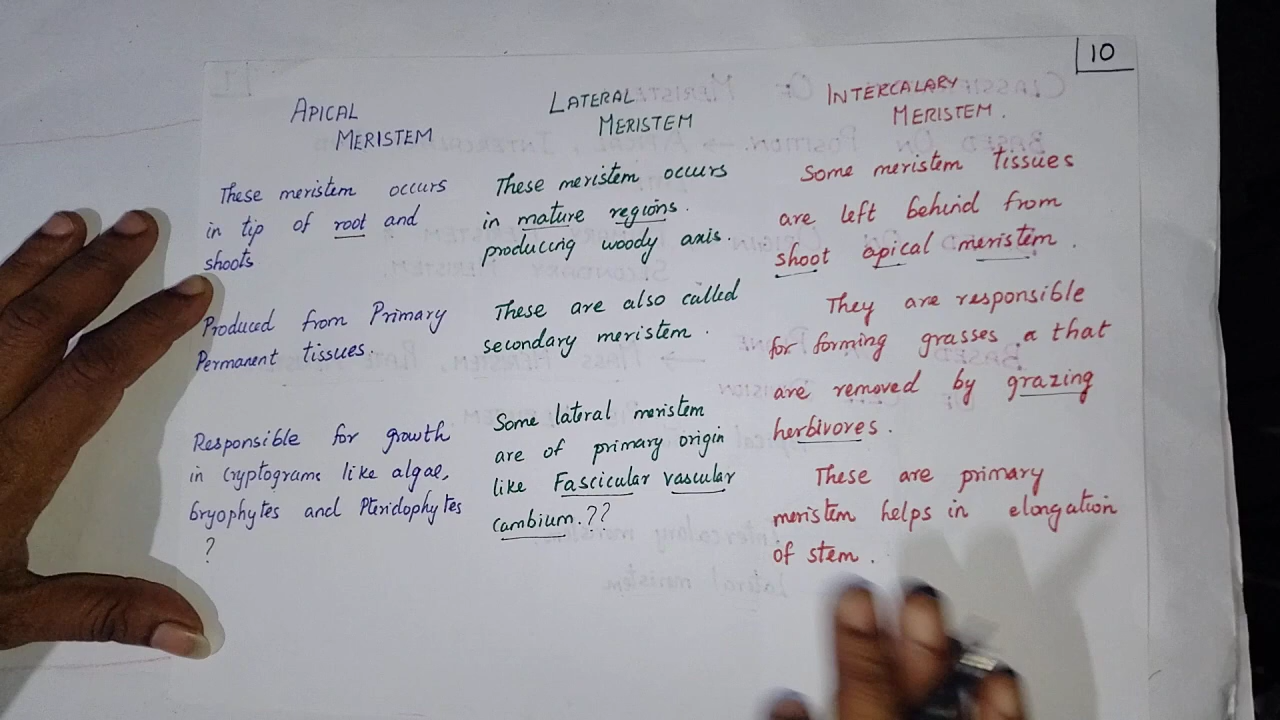 10
APICAL
MERISTEM
These meristem occurs
in tip of root and
shoots
Produced from Primary
Permanent tissues.
Responsible for growth
in Cryptograms like algae,
bryophytes and Pteridophytes
?
LATERAL
MERISTEM
These meristem occurs
in mature regions.
producing woody axis.
These are also called
secondary meristem.
Some lateral meristem
are of primary origin
like Fascicular vascular
cambium.??
INTERCALARY
MERISTEM.
Some meristem tissues
are left behind from
shoot apical meristem.
They are responsible
for forming grasses a that
are removed by grazing
herbivores.
These are primary
meristem helps in elongation
of stem.